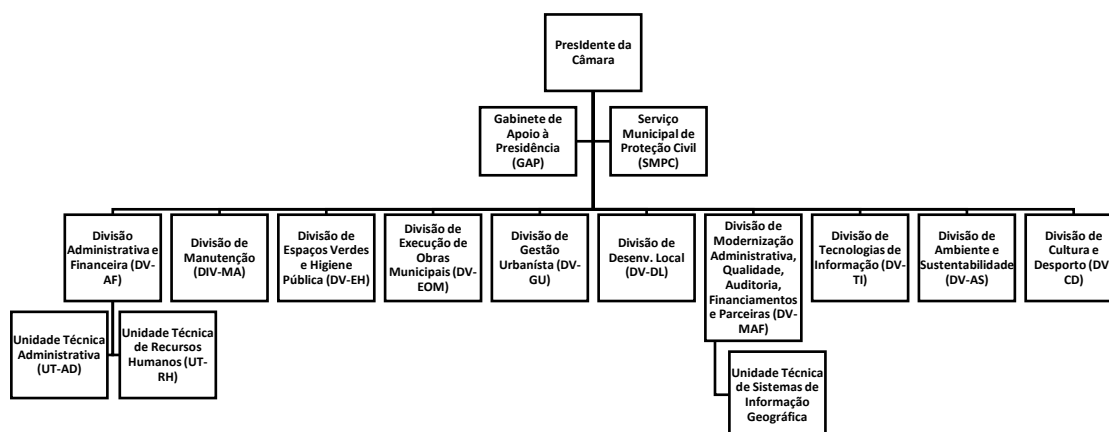 Presidente da
Câmara
Gabinete de
Apoio à
Presidência
(GAP)
Serviço
Municipal de
Proteção Civil
(SMPC)
Divisão
Administrativa e
Financeira (DV-
AF)
Divisão de
Manutenção (DIV-MA)
Divisão de
Espaços Verdes
e Higiene
Pública (DV-EH)
Divisão de
Execução de
Obras
Municipais (DV-
EOM)
Divisão de
Gestão
Urbanísta (DV-
GU)
Divisão de
Desenv. Local
(DV-DL)
Divisão de
Modernização
Administrativa,
Qualidade,
Auditoria,
Financiamentos
e Parceiras (DV-
MAF)
Divisão de
Tecnologias de
Informação (DV-
TI)
Divisão de
Ambiente e
Sustentabilidade
(DV-AS)
Divisão de
Cultura e
Desporto (DV-
CD)
Unidade Técnica
Administrativa
(UT-AD)
Unidade Técnica
de Recursos
Humanos (UT-
RH)
Unidade Técnica
de Sistemas de
Informação
Geográfica